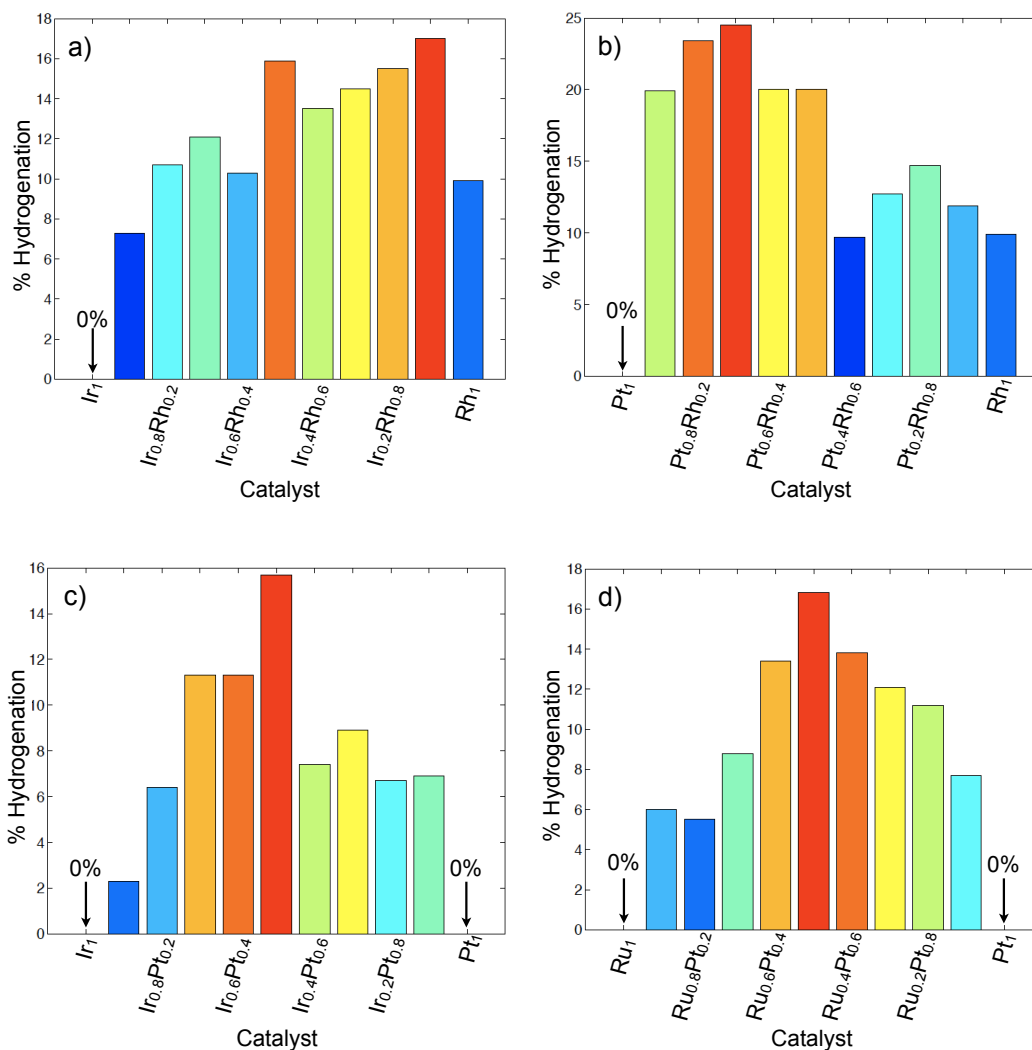 a)
% Hydrogenation
18
16
14
12
10
8
6
4
2
0
0%
Ir1
Ir0.8Rh0.2
Ir0.6Rh0.4
Ir0.4Rh0.6
Ir0.2Rh0.8
Rh1
Catalyst
b)
% Hydrogenation
25
20
15
10
5
0
0%
Pt1
Pt0.8Rh0.2
Pt0.6Rh0.4
Pt0.4Rh0.6
Pt0.2Rh0.8
Rh1
Catalyst
c)
% Hydrogenation
16
14
12
10
8
6
4
2
0
0%
0%
Ir1
Ir0.8Pt0.2
Ir0.6Pt0.4
Ir0.4Pt0.6
Ir0.2Pt0.8
Pt1
Catalyst
d)
% Hydrogenation
18
16
14
12
10
8
6
4
2
0
0%
0%
Ru1
Ru0.8Pt0.2
Ru0.6Pt0.4
Ru0.4Pt0.6
Ru0.2Pt0.8
Pt1
Catalyst